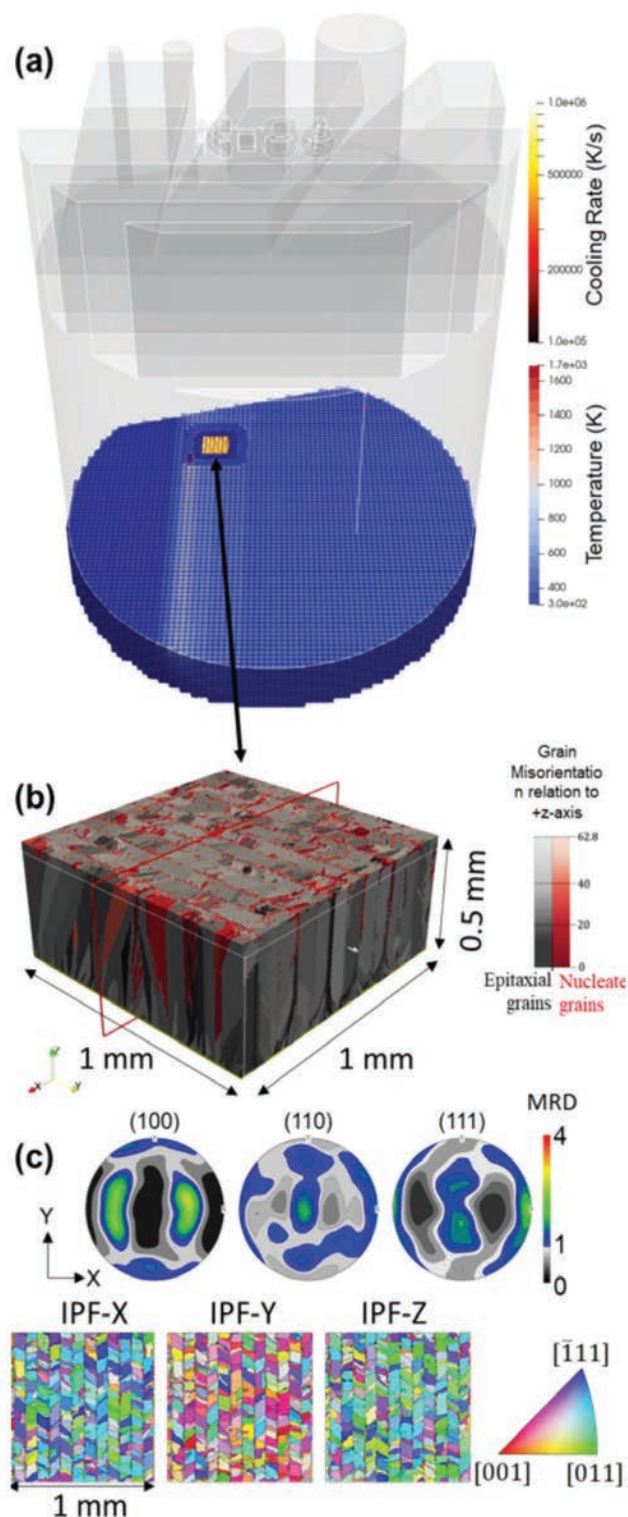 (a)
1.0e+06
500000
200000
1.0e+05
Cooling Rate (K/s)
1.7e+03
1600
1400
1200
1000
800
600
400
3.0e+02
Temperature (K)
(b)
Grain
Misorientatio
n relation to
+z-axis
62.8
40
20
0
Epitaxial
grains
Nucleate
grains
0.5 mm
1 mm
1 mm
X
Y
(c)
(100)
(110)
(111)
MRD
4
1
0
Y
X
IPF-X
IPF-Y
IPF-Z
[1̅11]
[001]
[011]
1 mm